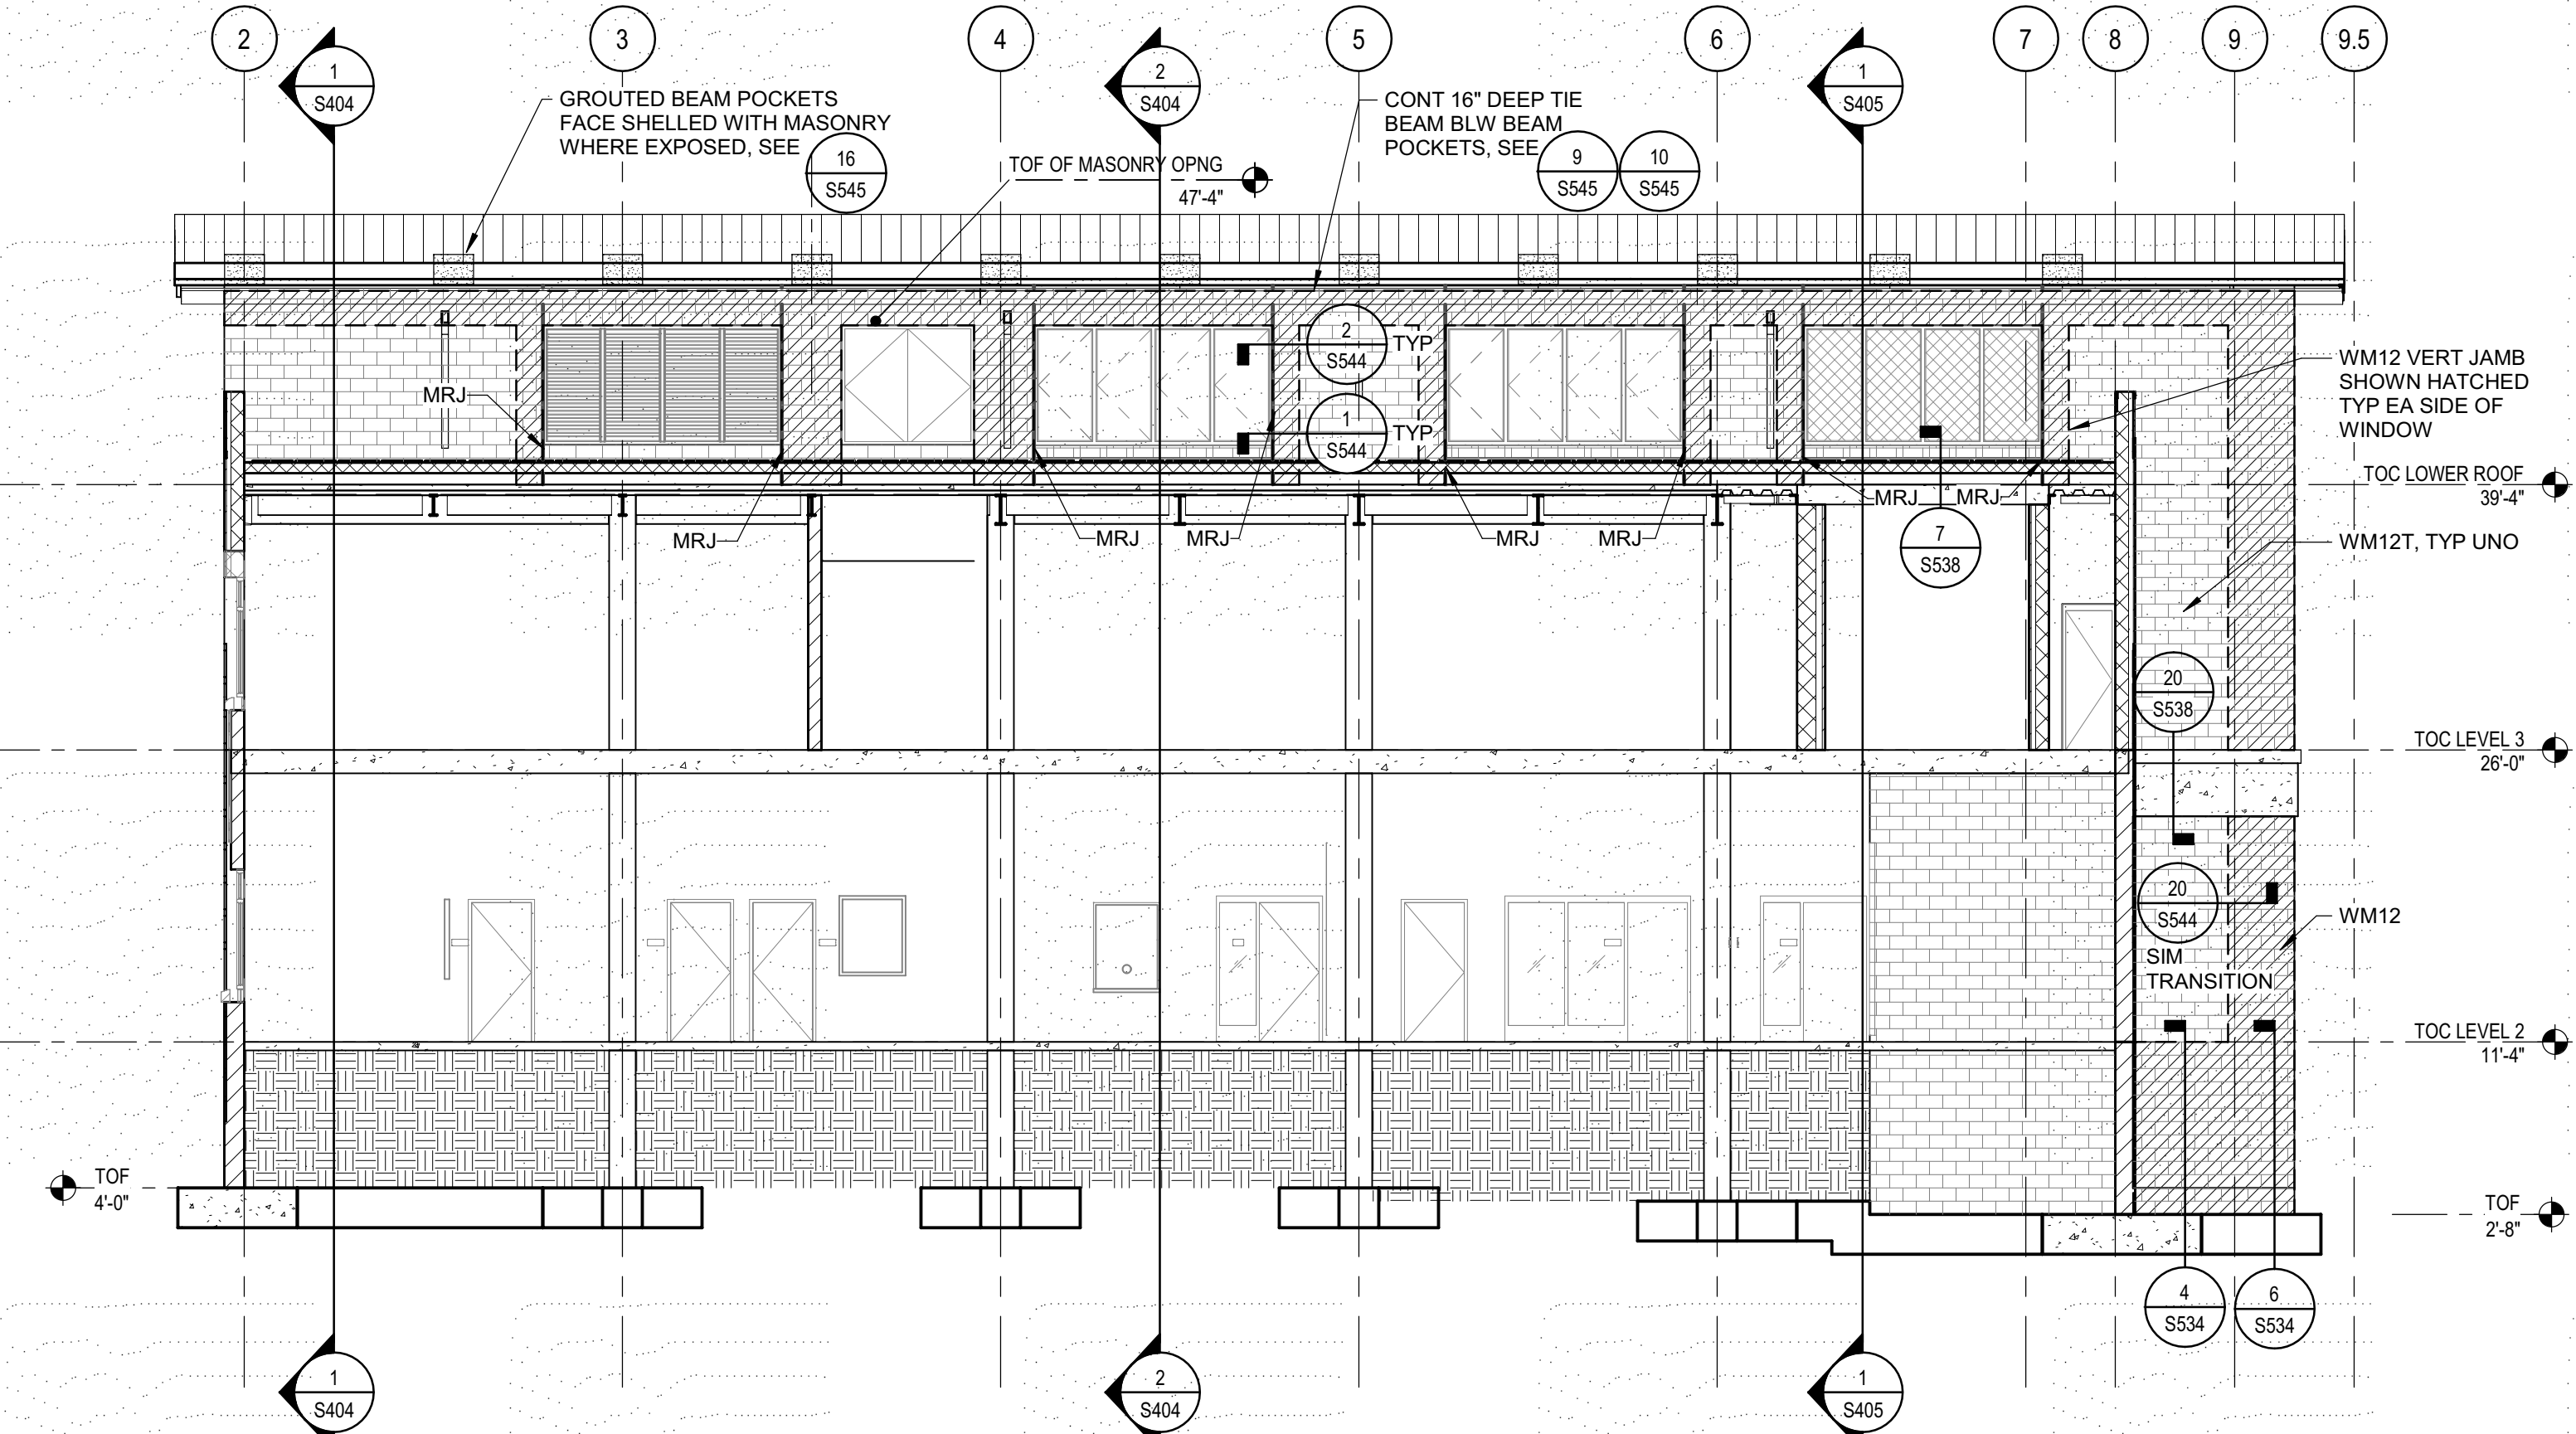 2
3
4
5
6
7
8
9
9.5
1
S404
2
S404
1
S405
GROUTED BEAM POCKETS
FACE SHELLED WITH MASONRY
WHERE EXPOSED, SEE
16
S545
TOF OF MASONRY OPNG
47'-4"
CONT 16" DEEP TIE
BEAM BLW BEAM
POCKETS, SEE
9
S545
10
S545
2
S544
TYP
1
S544
TYP
MRJ
WM12 VERT JAMB
SHOWN HATCHED
TYP EA SIDE OF
WINDOW
TOC LOWER ROOF
39'-4"
MRJ
MRJ
MRJ
MRJ
MRJ
MRJ
MRJ
7
S538
WM12T, TYP UNO
20
S538
TOC LEVEL 3
26'-0"
20
S544
SIM
TRANSITION
WM12
TOC LEVEL 2
11'-4"
TOF
4'-0"
TOF
2'-8"
4
S534
6
S534
1
S404
2
S404
1
S405